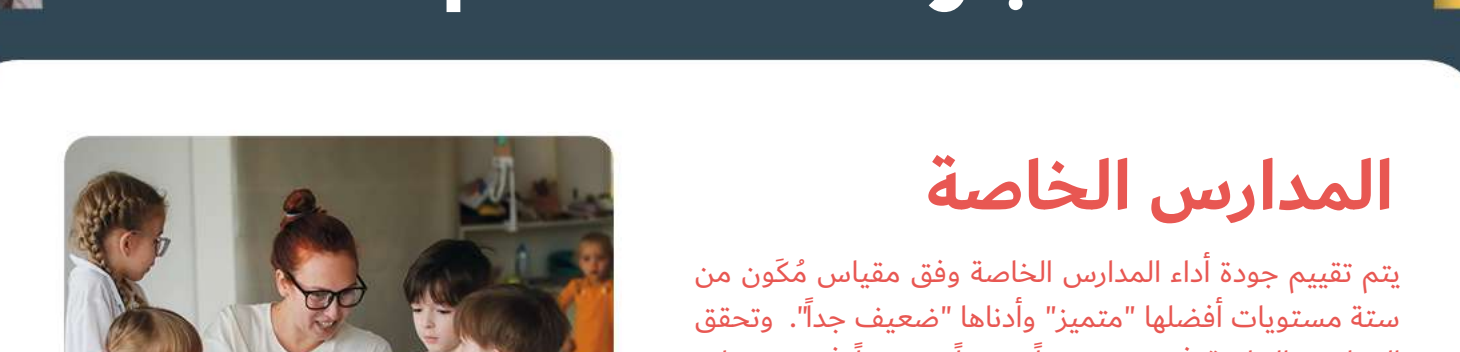 المدارس الخاصة
يتم تقييم جودة أداء المدارس الخاصة وفق مقياس مُكَون من
ستة مستويات أفضلها "متميز" وأدناها "ضعيف جداً". وتحقق